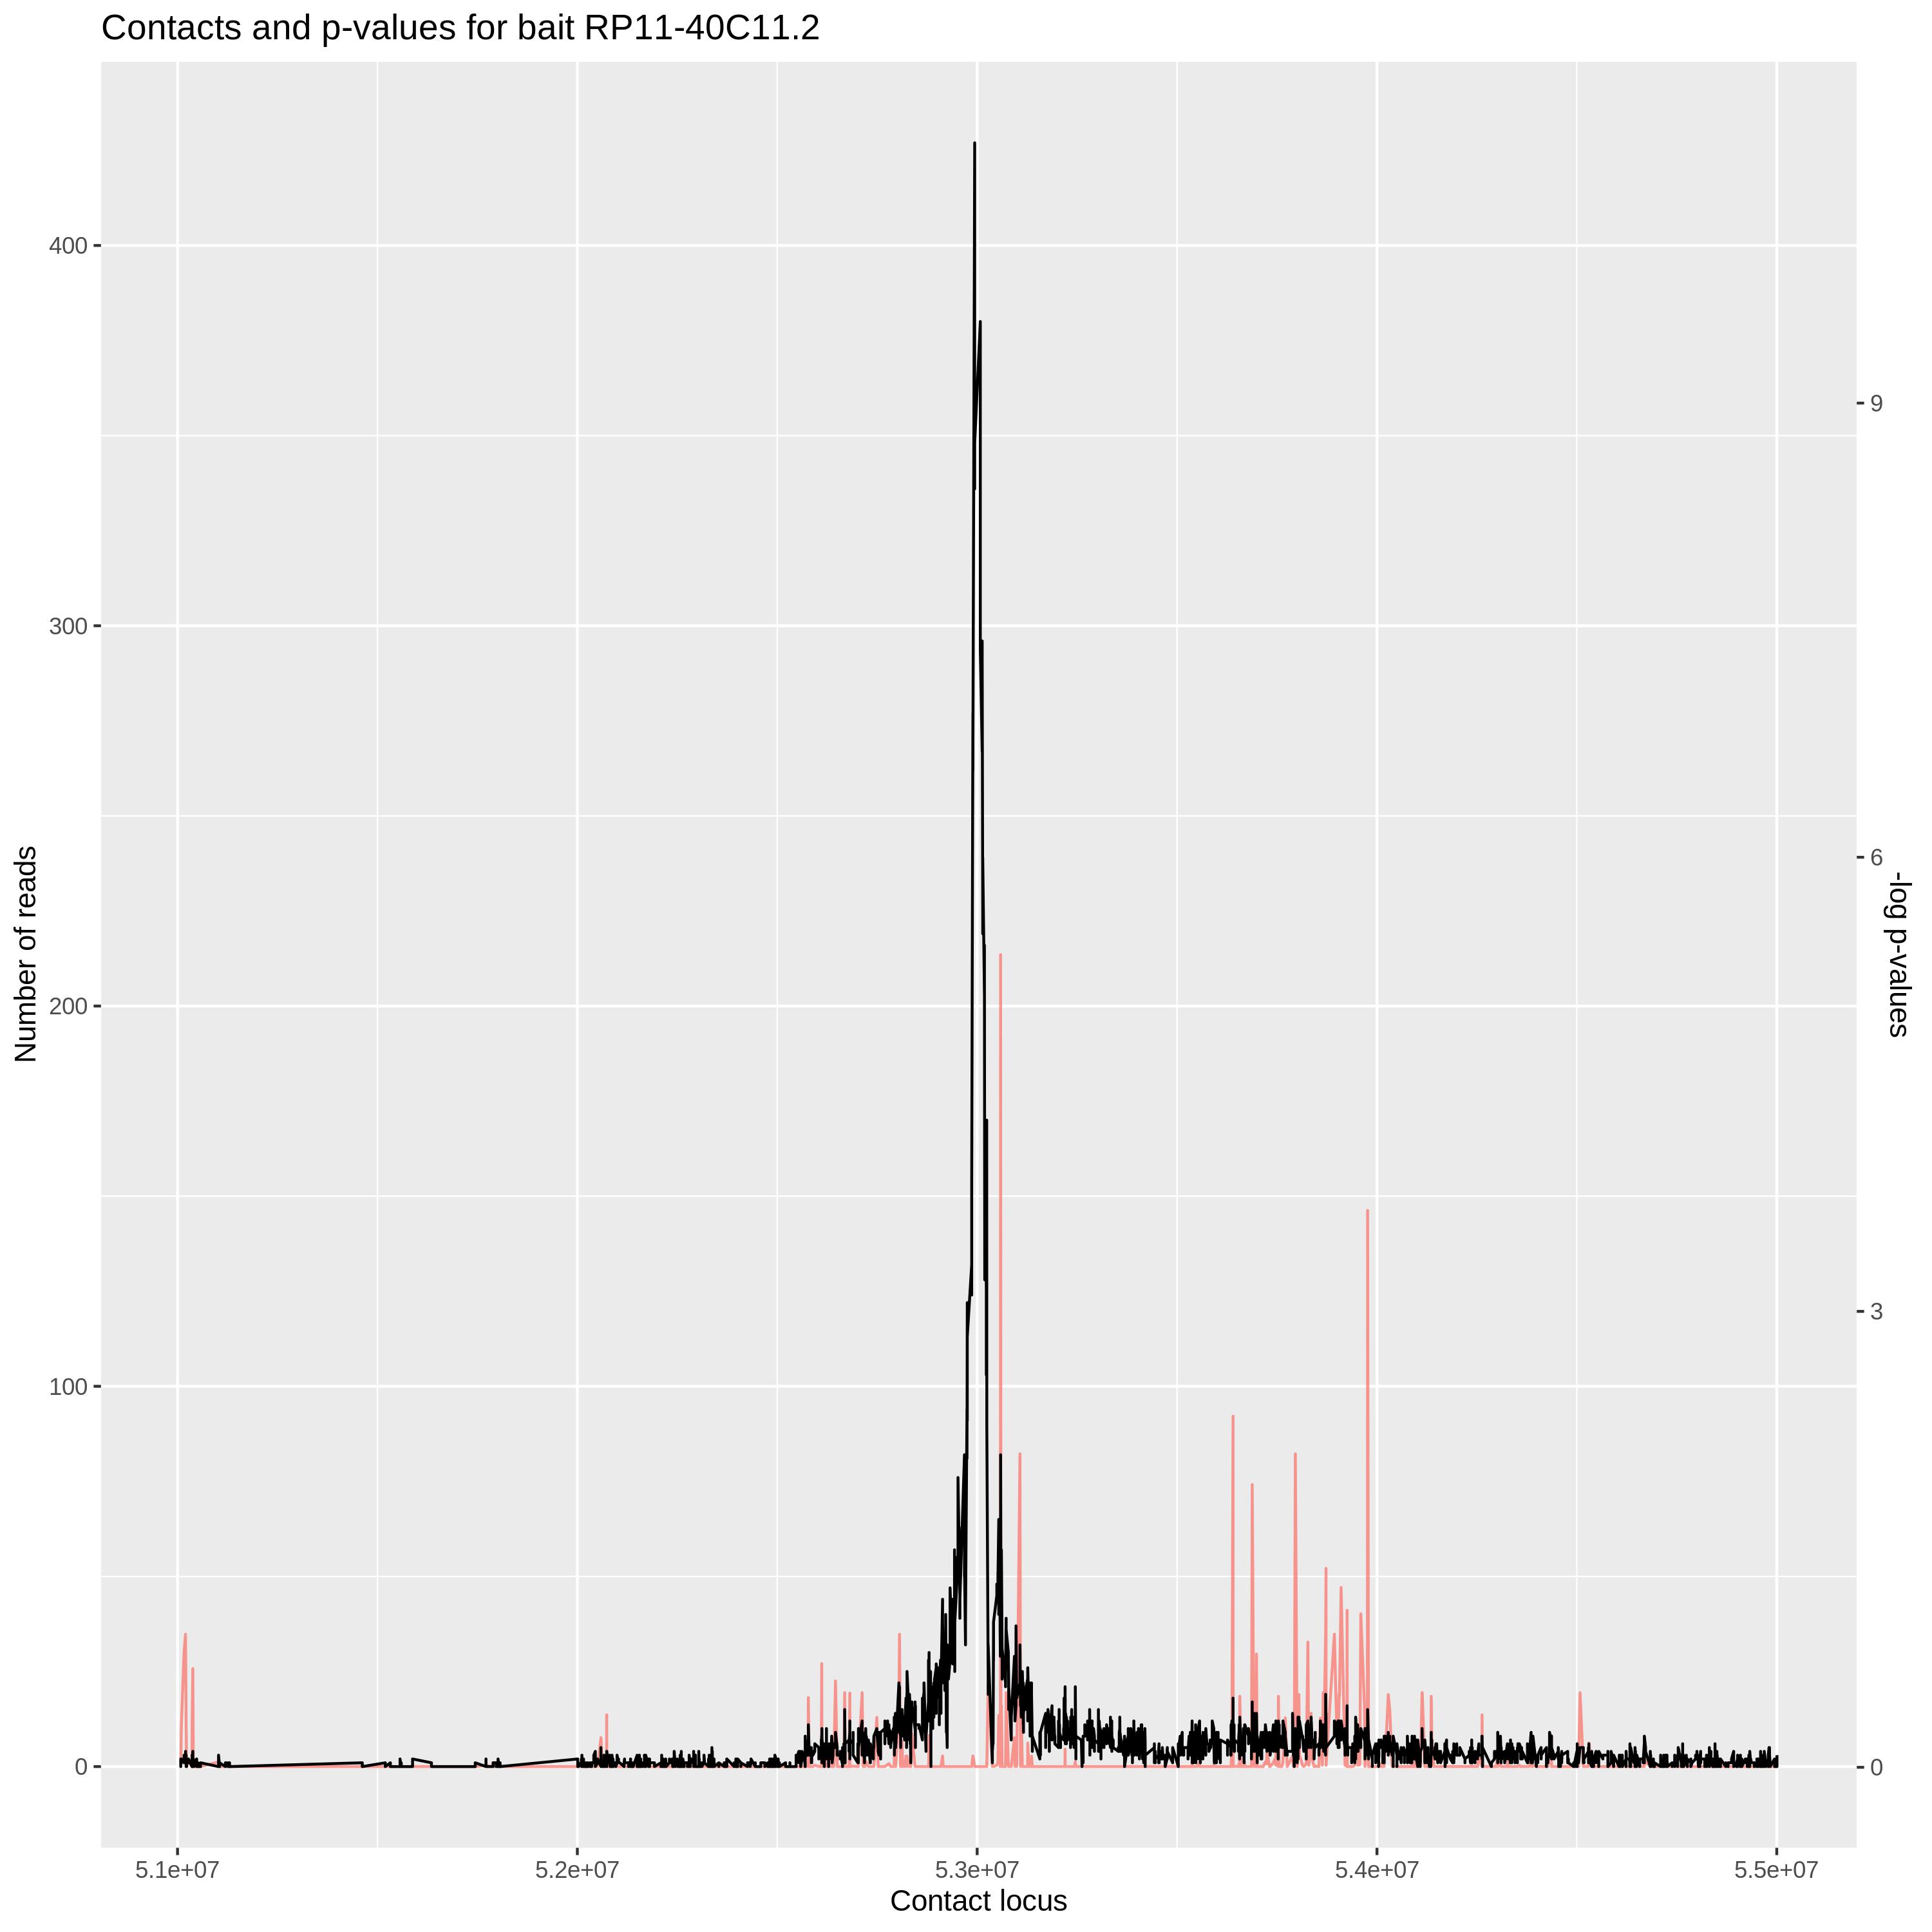 Contacts and p-values for bait RP11-40C11.2
400
300
200
100
0
Number of reads
9
6
3
0
-log p-values
5.1e+07 5.2e+07 5.3e+07 5.4e+07 5.5e+07
Contact locus